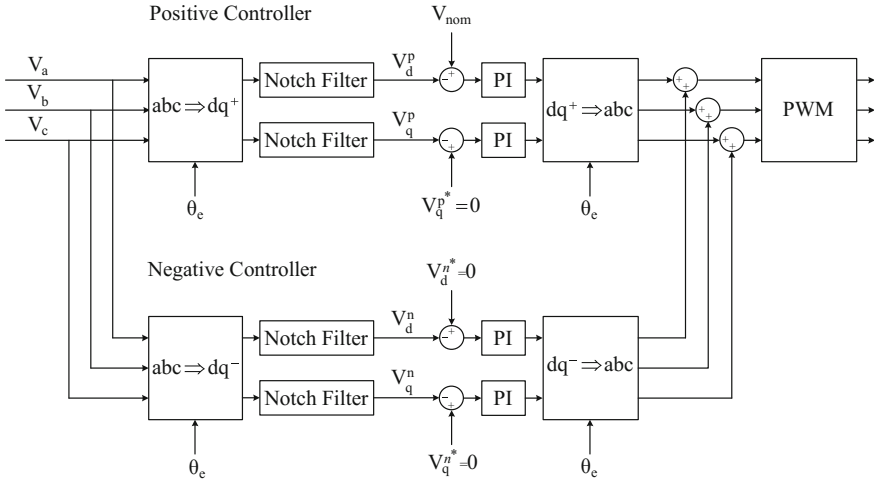 Positive Controller
V_nom
V_a
V_b
V_c
abc ⇒ dq⁺
Notch Filter
V_d^p
− +
PI
dq⁺ ⇒ abc
+ +
+ +
+ +
PWM
Notch Filter
V_q^p
− +
PI
θ_e
V_q^p* = 0
θ_e
Negative Controller
V_d^n* = 0
abc ⇒ dq⁻
Notch Filter
V_d^n
− +
PI
dq⁻ ⇒ abc
Notch Filter
V_q^n
− +
PI
θ_e
V_q^n* = 0
θ_e